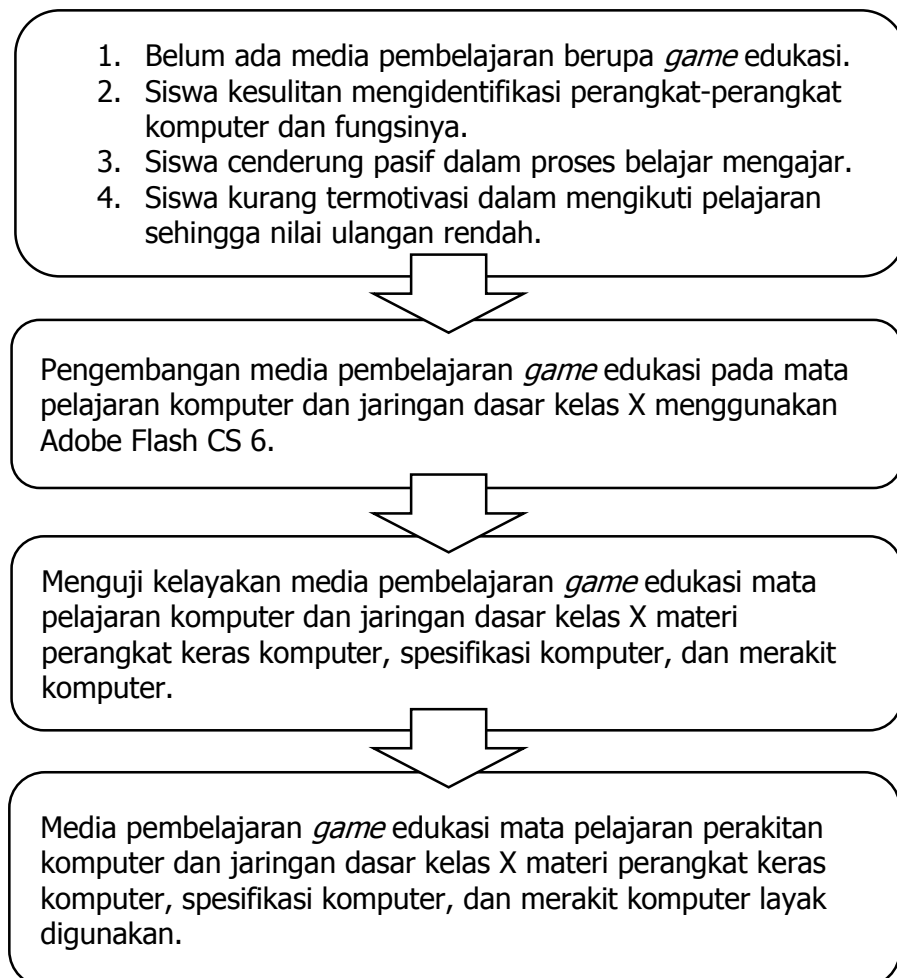 1. Belum ada media pembelajaran berupa game edukasi.
2. Siswa kesulitan mengidentifikasi perangkat-perangkat
komputer dan fungsinya.
3. Siswa cenderung pasif dalam proses belajar mengajar.
4. Siswa kurang termotivasi dalam mengikuti pelajaran
sehingga nilai ulangan rendah.
Pengembangan media pembelajaran game edukasi pada mata
pelajaran komputer dan jaringan dasar kelas X menggunakan
Adobe Flash CS 6.
Menguji kelayakan media pembelajaran game edukasi mata
pelajaran komputer dan jaringan dasar kelas X materi
perangkat keras komputer, spesifikasi komputer, dan merakit
komputer.
Media pembelajaran game edukasi mata pelajaran perakitan
komputer dan jaringan dasar kelas X materi perangkat keras
komputer, spesifikasi komputer, dan merakit komputer layak
digunakan.